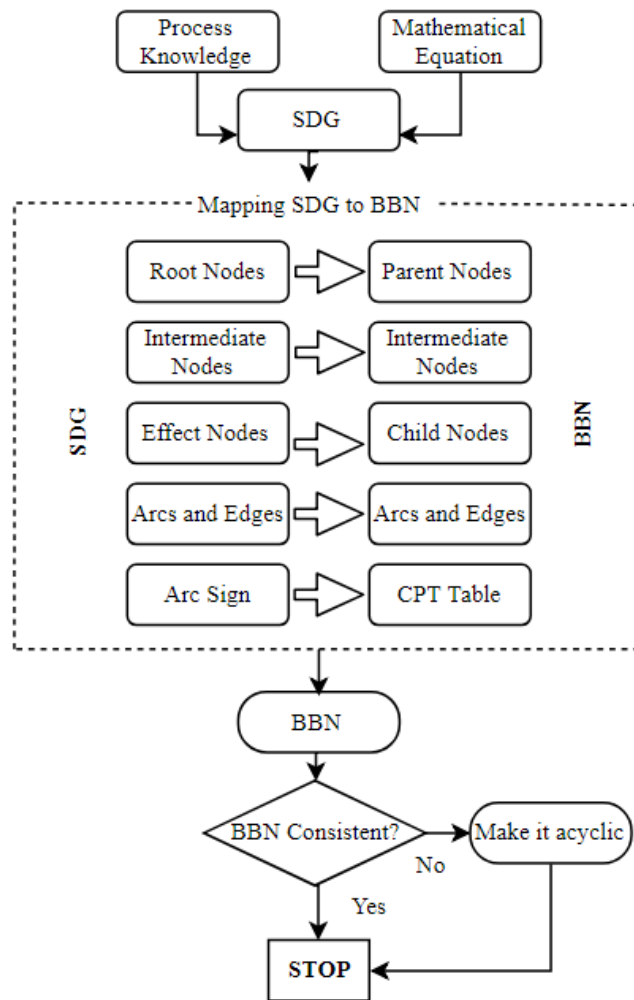 Process
Knowledge
Mathematical
Equation
SDG
Mapping SDG to BBN
SDG
BBN
Root Nodes
Parent Nodes
Intermediate
Nodes
Intermediate
Nodes
Effect Nodes
Child Nodes
Arcs and Edges
Arcs and Edges
Arc Sign
CPT Table
BBN
BBN Consistent?
Make it acyclic
No
Yes
STOP